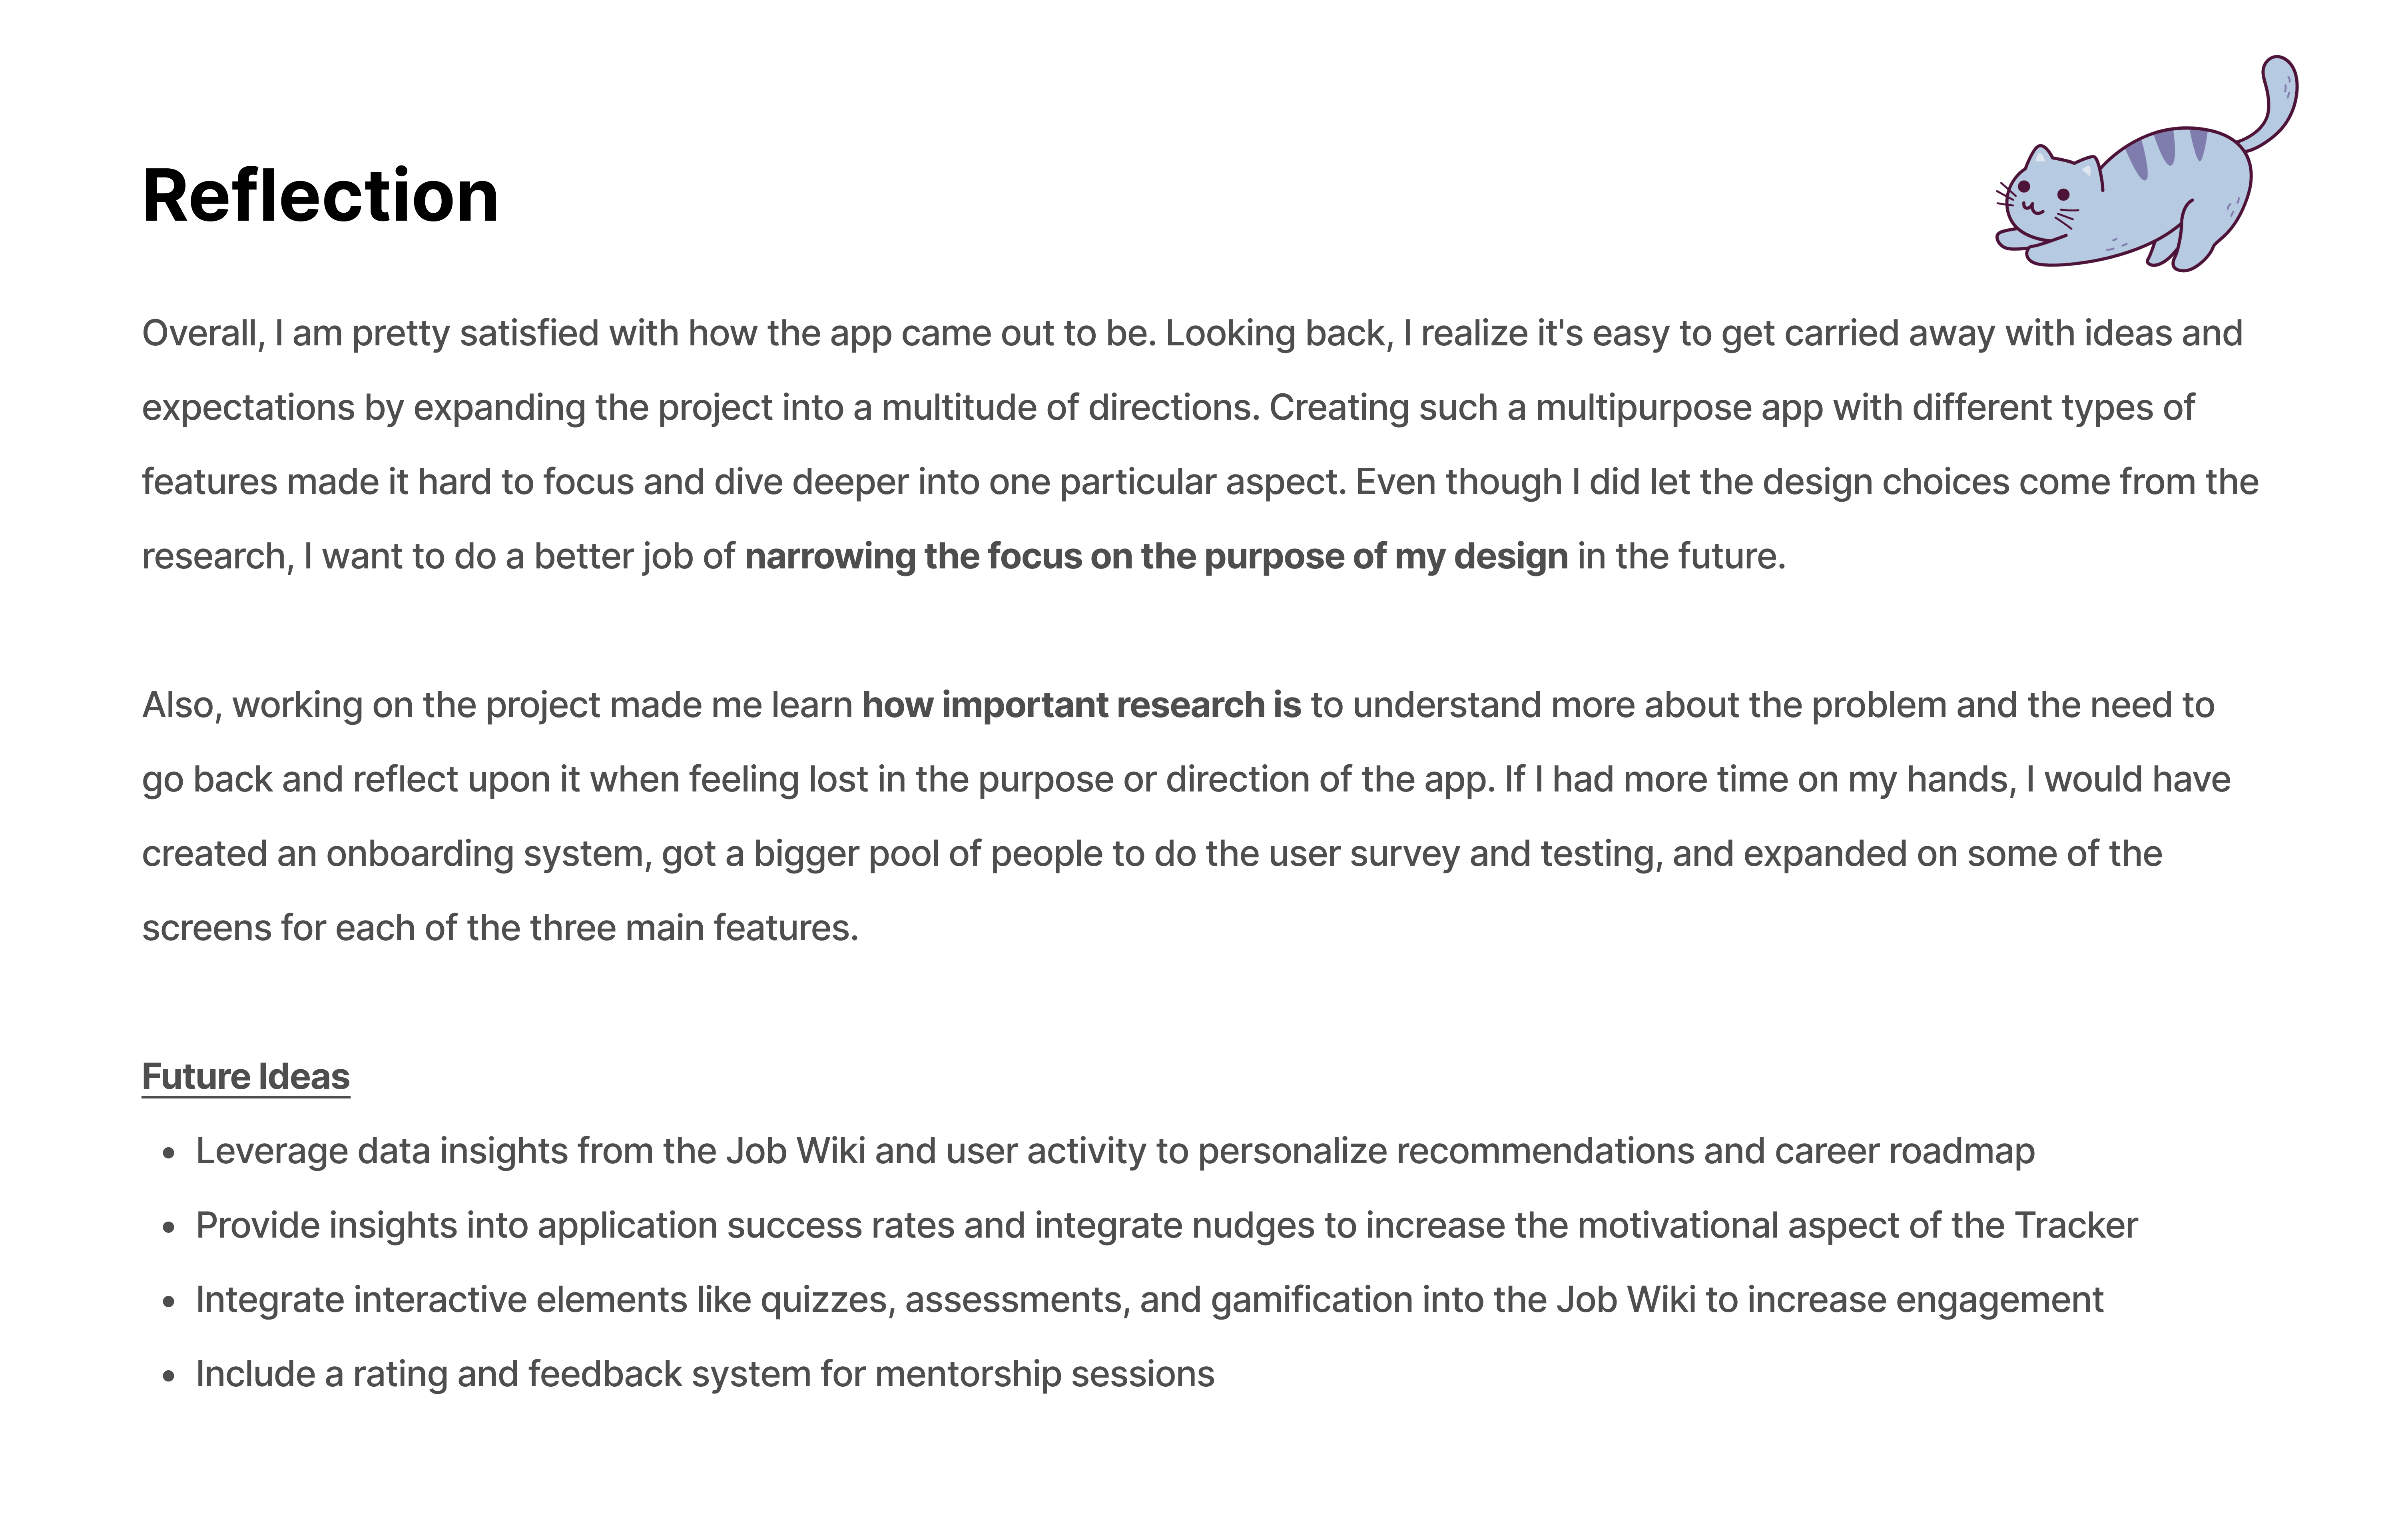 Reflection
Overall, I am pretty satisfied with how the app came out to be. Looking back, I realize it's easy to get carried away with ideas and
expectations by expanding the project into a multitude of directions. Creating such a multipurpose app with different types of
features made it hard to focus and dive deeper into one particular aspect. Even though I did let the design choices come from the
research, I want to do a better job of narrowing the focus on the purpose of my design in the future.
Also, working on the project made me learn how important research is to understand more about the problem and the need to
go back and reflect upon it when feeling lost in the purpose or direction of the app. If I had more time on my hands, I would have
created an onboarding system, got a bigger pool of people to do the user survey and testing, and expanded on some of the
screens for each of the three main features.
Future Ideas
• Leverage data insights from the Job Wiki and user activity to personalize recommendations and career roadmap
• Provide insights into application success rates and integrate nudges to increase the motivational aspect of the Tracker
• Integrate interactive elements like quizzes, assessments, and gamification into the Job Wiki to increase engagement
• Include a rating and feedback system for mentorship sessions